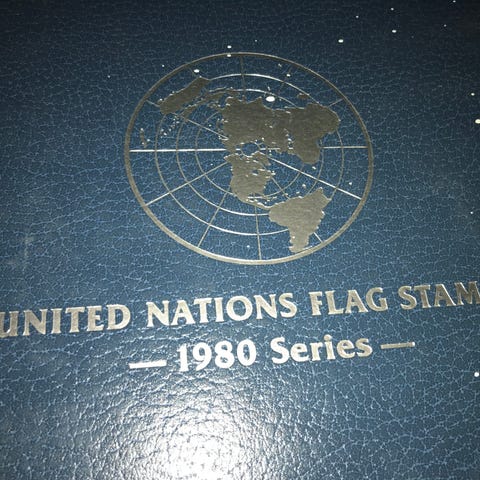 UNITED NATIONS FLAG STAM
— 1980 Series —